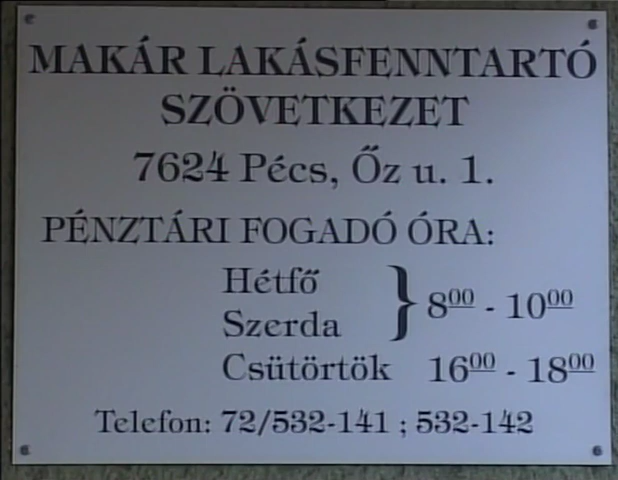 MAKÁR LAKÁSFENNTARTÓ
SZÖVETKEZET
7624 Pécs, Őz u. 1.
PÉNZTÁRI FOGADÓ ÓRA:
Hétfő
Szerda } 8⁰⁰ - 10⁰⁰
Csütörtök 16⁰⁰ - 18⁰⁰
Telefon: 72/532-141 ; 532-142